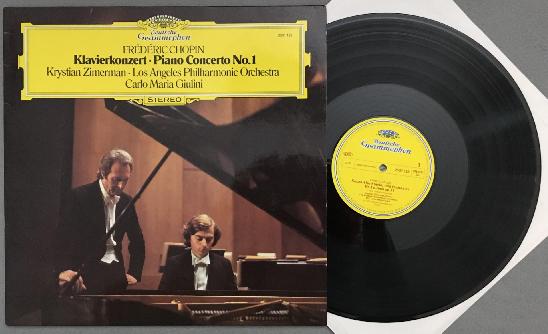 Deutsche
Grammophon
FRÉDÉRIC CHOPIN
Klavierkonzert · Piano Concerto No.1
Krystian Zimerman · Los Angeles Philharmonic Orchestra
Carlo Maria Giulini
STEREO
Deutsche
Grammophon
1